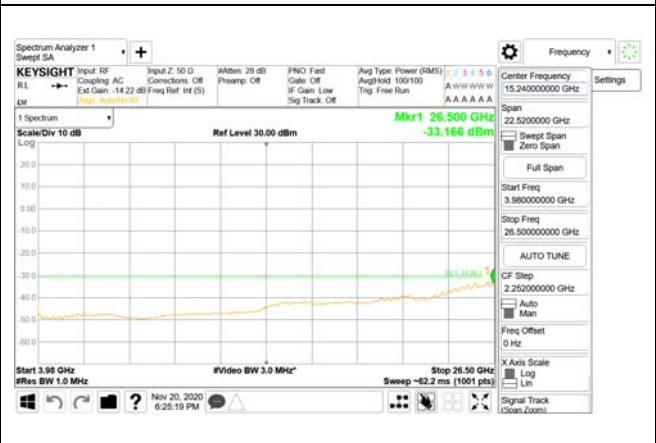 Spectrum Analyzer 1
Swept SA
Frequency
KEYSIGHT
Input: RF
Coupling: AC
Ext Gain: -14.22 dB
Align: Auto/No RF
Input Z: 50 Ω
Corrections: Off
Freq Ref: Int (S)
#Atten: 28 dB
Preamp: Off
PNO: Fast
Gate: Off
IF Gain: Low
Sig Track: Off
Avg Type: Power (RMS)
Avg|Hold: 100/100
Trig: Free Run
1 2 3 4 5 6
A W W W W W
A A A A A A
RL
1 Spectrum
Scale/Div 10 dB
Ref Level 30.00 dBm
Mkr1 26.500 GHz
-33.166 dBm
Log
20.0
10.0
0.00
-10.0
-20.0
-30.0
-40.0
-50.0
-60.0
1
Start 3.98 GHz
#Res BW 1.0 MHz
#Video BW 3.0 MHz*
Stop 26.50 GHz
Sweep ~62.2 ms (1001 pts)
Nov 20, 2020
6:25:19 PM
Center Frequency
15.240000000 GHz
Settings
Span
22.5200000 GHz
Swept Span
Zero Span
Full Span
Start Freq
3.980000000 GHz
Stop Freq
26.500000000 GHz
AUTO TUNE
CF Step
2.252000000 GHz
Auto
Man
Freq Offset
0 Hz
X Axis Scale
Log
Lin
Signal Track
(Span Zoom)